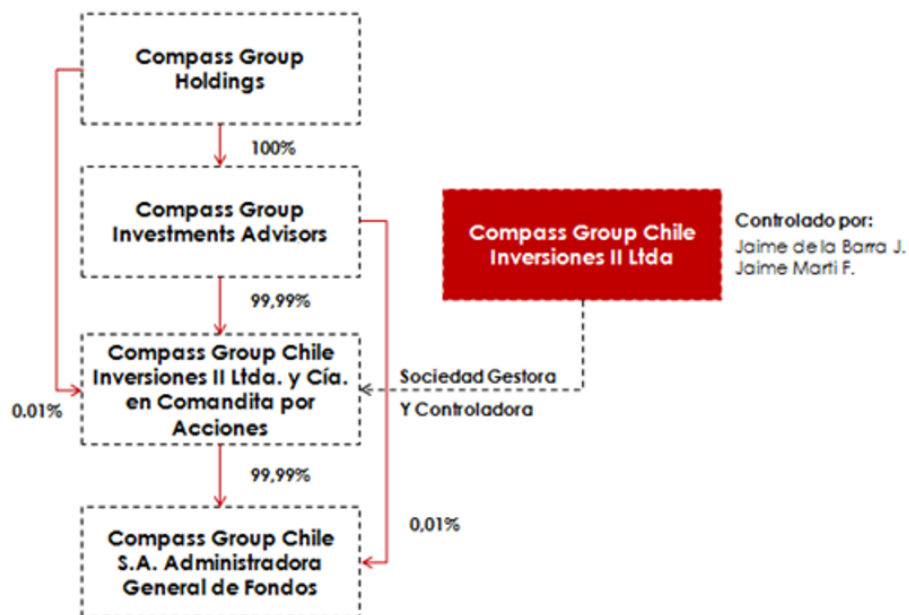 Compass Group
Holdings
100%
Compass Group
Investments Advisors
Compass Group Chile
Inversiones II Ltda
Controlado por:
Jaime de la Barra J.
Jaime Marti F.
99,99%
Compass Group Chile
Inversiones II Ltda. y Cía.
en Comandita por
Acciones
Sociedad Gestora
Y Controladora
0.01%
99,99%
0,01%
Compass Group Chile
S.A. Administradora
General de Fondos